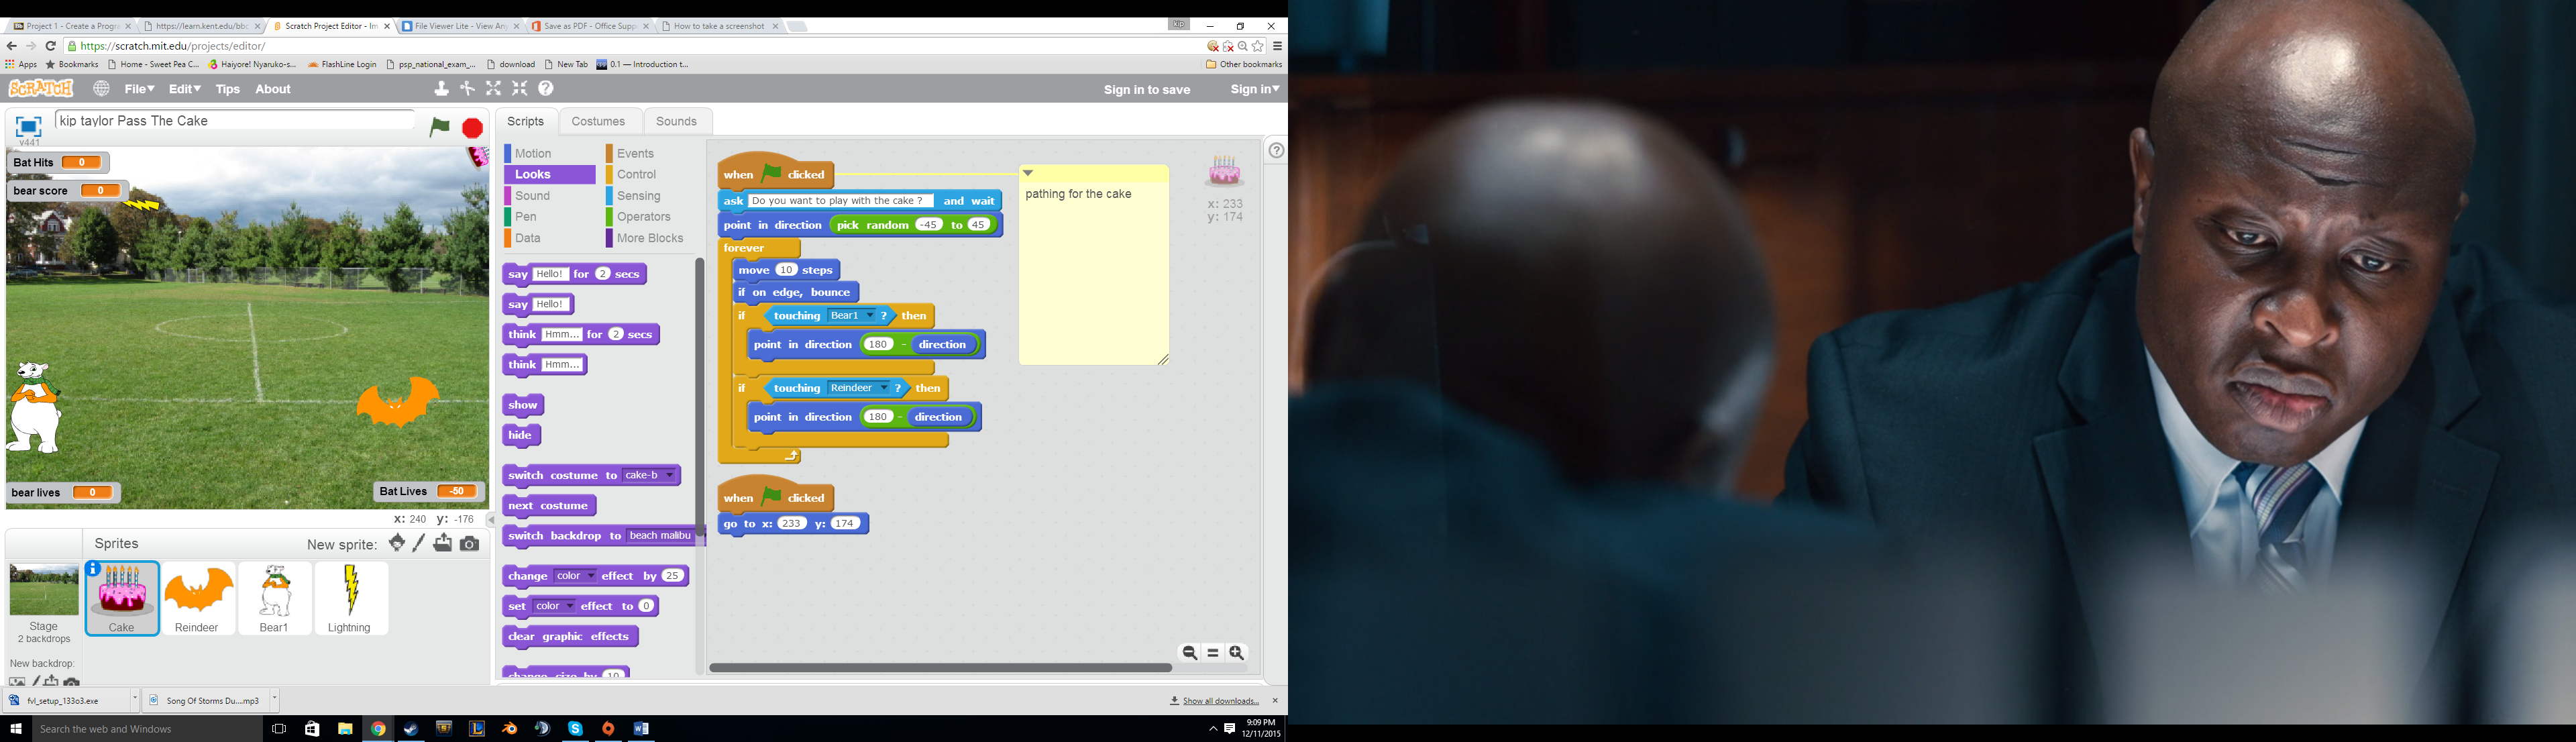 Project 1 - Create a Progra
https://learn.kent.edu/bbc
Scratch Project Editor - Im
File Viewer Lite - View Any
Save as PDF - Office Supp
How to take a screenshot
kip
https://scratch.mit.edu/projects/editor/
Apps
Bookmarks
Home - Sweet Pea C...
Haiyore! Nyaruko-s...
FlashLine Login
psp_national_exam_...
download
New Tab
0.1 — Introduction t...
Other bookmarks
SCRATCH
File
Edit
Tips
About
Sign in to save
Sign in
v441
kip taylor Pass The Cake
Bat Hits 0
bear score 0
bear lives 0
Bat Lives -50
x: 240 y: -176
Sprites
New sprite:
Stage
2 backdrops
New backdrop:
Cake
Reindeer
Bear1
Lightning
Scripts
Costumes
Sounds
Motion
Events
Looks
Control
Sound
Sensing
Pen
Operators
Data
More Blocks
say Hello! for 2 secs
say Hello!
think Hmm... for 2 secs
think Hmm...
show
hide
switch costume to cake-b
next costume
switch backdrop to beach malibu
change color effect by 25
set color effect to 0
clear graphic effects
change size by 10
when clicked
ask Do you want to play with the cake ? and wait
point in direction pick random -45 to 45
forever
move 10 steps
if on edge, bounce
if touching Bear1 ? then
point in direction 180 - direction
if touching Reindeer ? then
point in direction 180 - direction
when clicked
go to x: 233 y: 174
pathing for the cake
x: 233
y: 174
fvl_setup_133o3.exe
Song Of Storms Du....mp3
Show all downloads...
Search the web and Windows
9:09 PM
12/11/2015